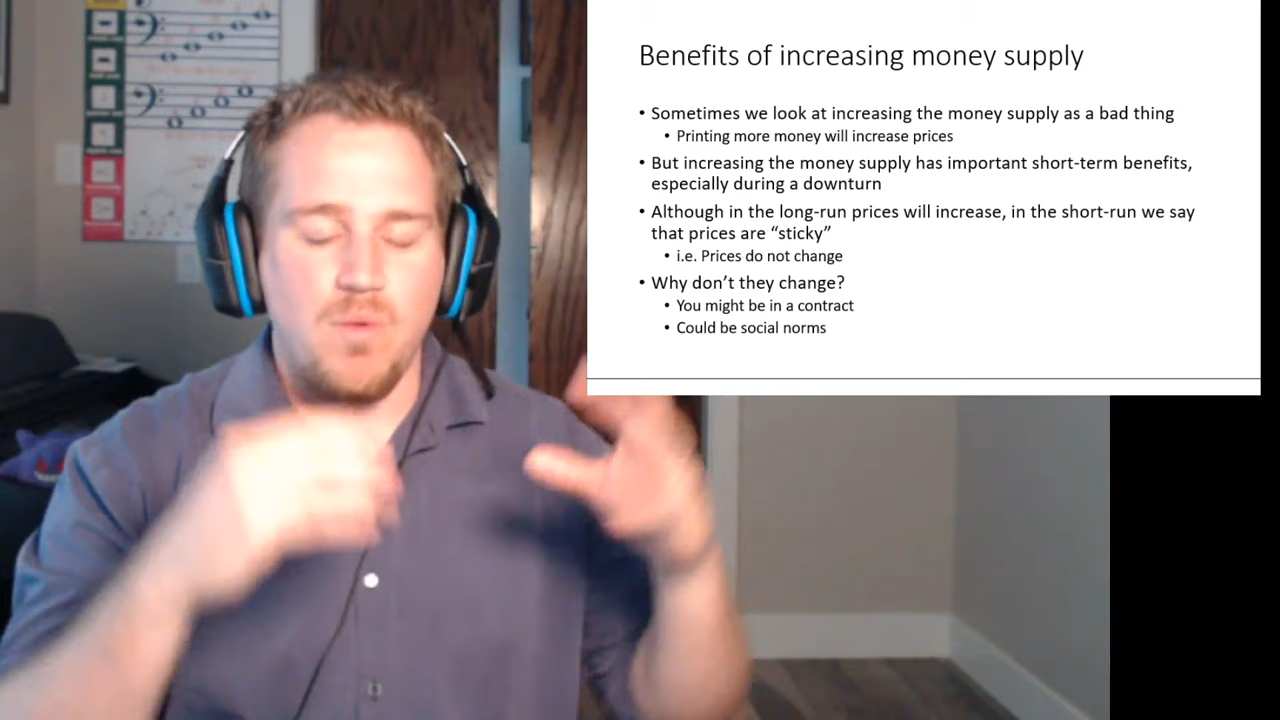 Benefits of increasing money supply
• Sometimes we look at increasing the money supply as a bad thing
• Printing more money will increase prices
• But increasing the money supply has important short-term benefits,
especially during a downturn
• Although in the long-run prices will increase, in the short-run we say
that prices are “sticky”
• i.e. Prices do not change
• Why don’t they change?
• You might be in a contract
• Could be social norms